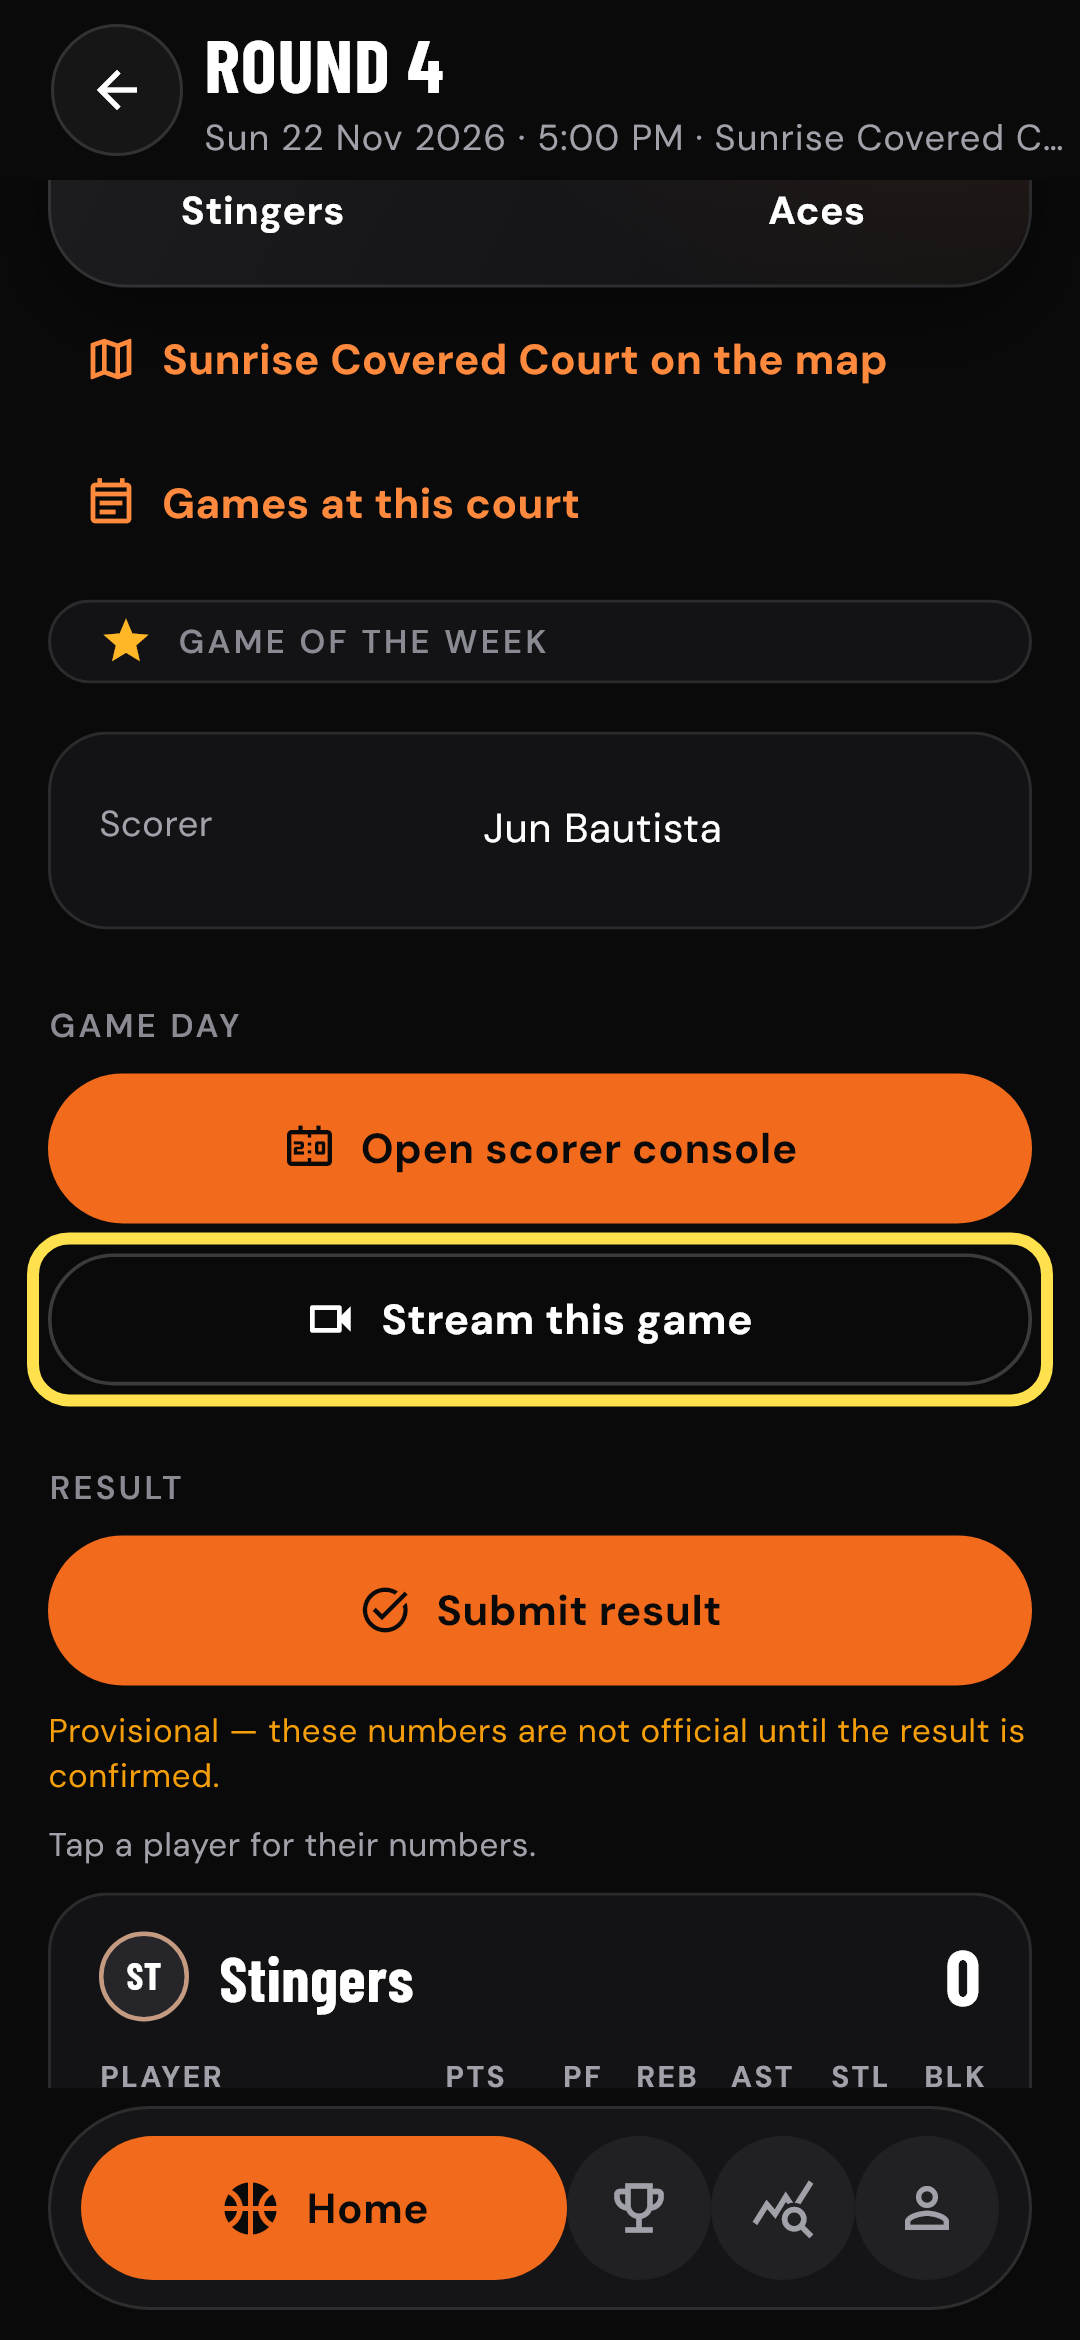 ROUND 4
Sun 22 Nov 2026 · 5:00 PM · Sunrise Covered C...
Stingers
Aces
Sunrise Covered Court on the map
Games at this court
GAME OF THE WEEK
Scorer
Jun Bautista
GAME DAY
2:0
Open scorer console
Stream this game
RESULT
Submit result
Provisional — these numbers are not official until the result is
confirmed.
Tap a player for their numbers.
ST
Stingers
0
PLAYER PTS PF REB AST STL BLK
Home